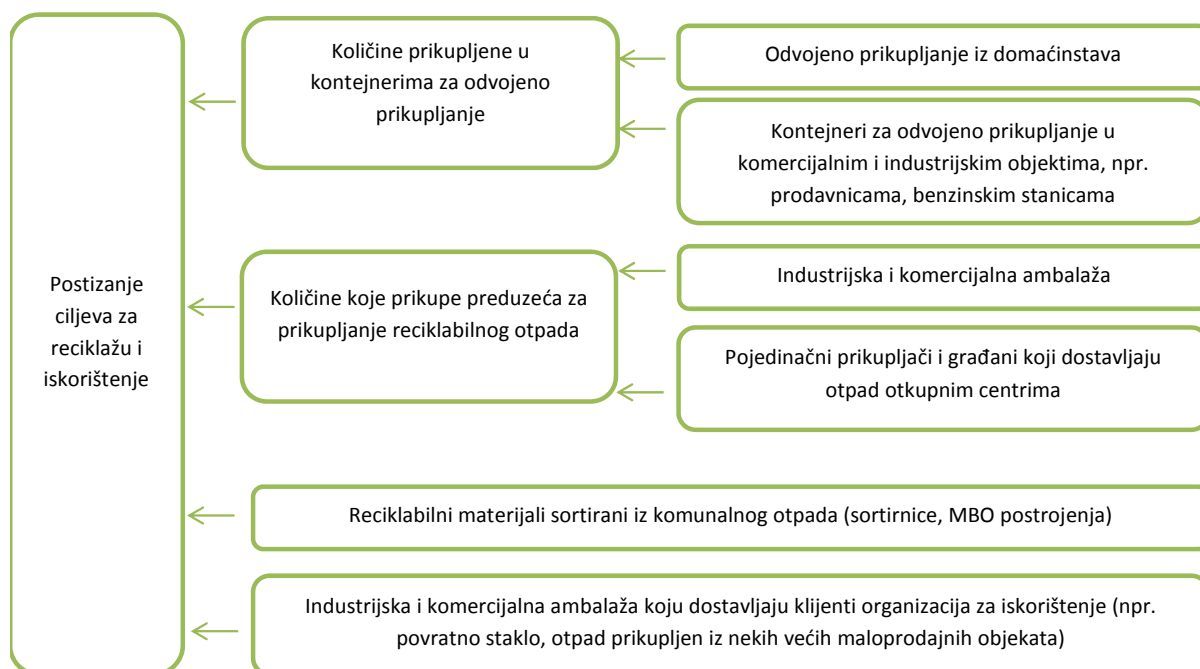 Količine prikupljene u
kontejnerima za odvojeno
prikupljanje
Odvojeno prikupljanje iz domaćinstava
Kontejneri za odvojeno prikupljanje u
komercijalnim i industrijskim objektima, npr.
prodavnicama, benzinskim stanicama
Postizanje
ciljeva za
reciklažu i
iskorištenje
Količine koje prikupe preduzeća za
prikupljanje reciklabilnog otpada
Industrijska i komercijalna ambalaža
Pojedinačni prikupljači i građani koji dostavljaju
otpad otkupnim centrima
Reciklabilni materijali sortirani iz komunalnog otpada (sortirnice, MBO postrojenja)
Industrijska i komercijalna ambalaža koju dostavljaju klijenti organizacija za iskorištenje (npr.
povratno staklo, otpad prikupljen iz nekih većih maloprodajnih objekata)